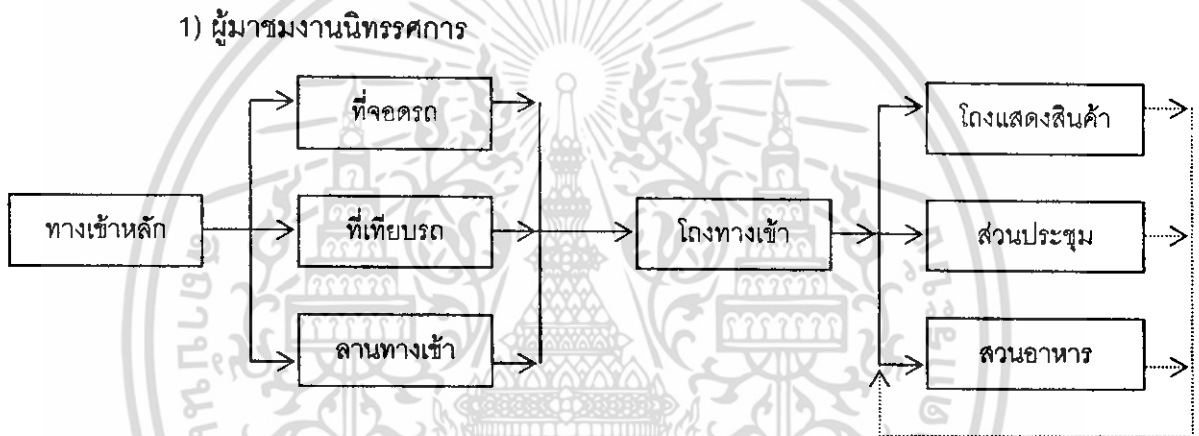 1) ผู้มาชมงานนิทรรศการ
ที่จอดรถ
โถงแสดงสินค้า
ทางเข้าหลัก
ที่เทียบรถ
โถงทางเข้า
ส่วนประชุม
ลานทางเข้า
สวนอาหาร